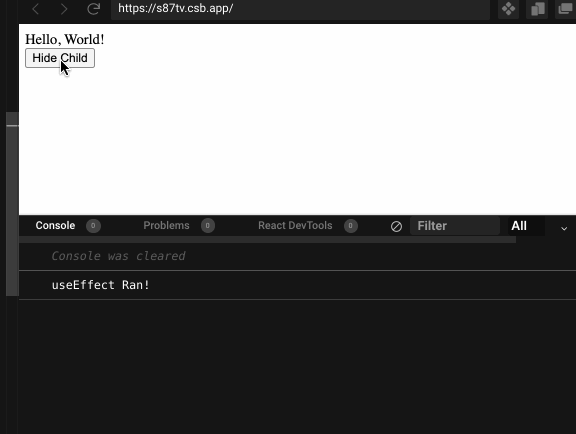 https://s87tv.csb.app/
Hello, World!
Hide Child
Console 0 Problems 0 React DevTools 0 Filter All
Console was cleared
useEffect Ran!